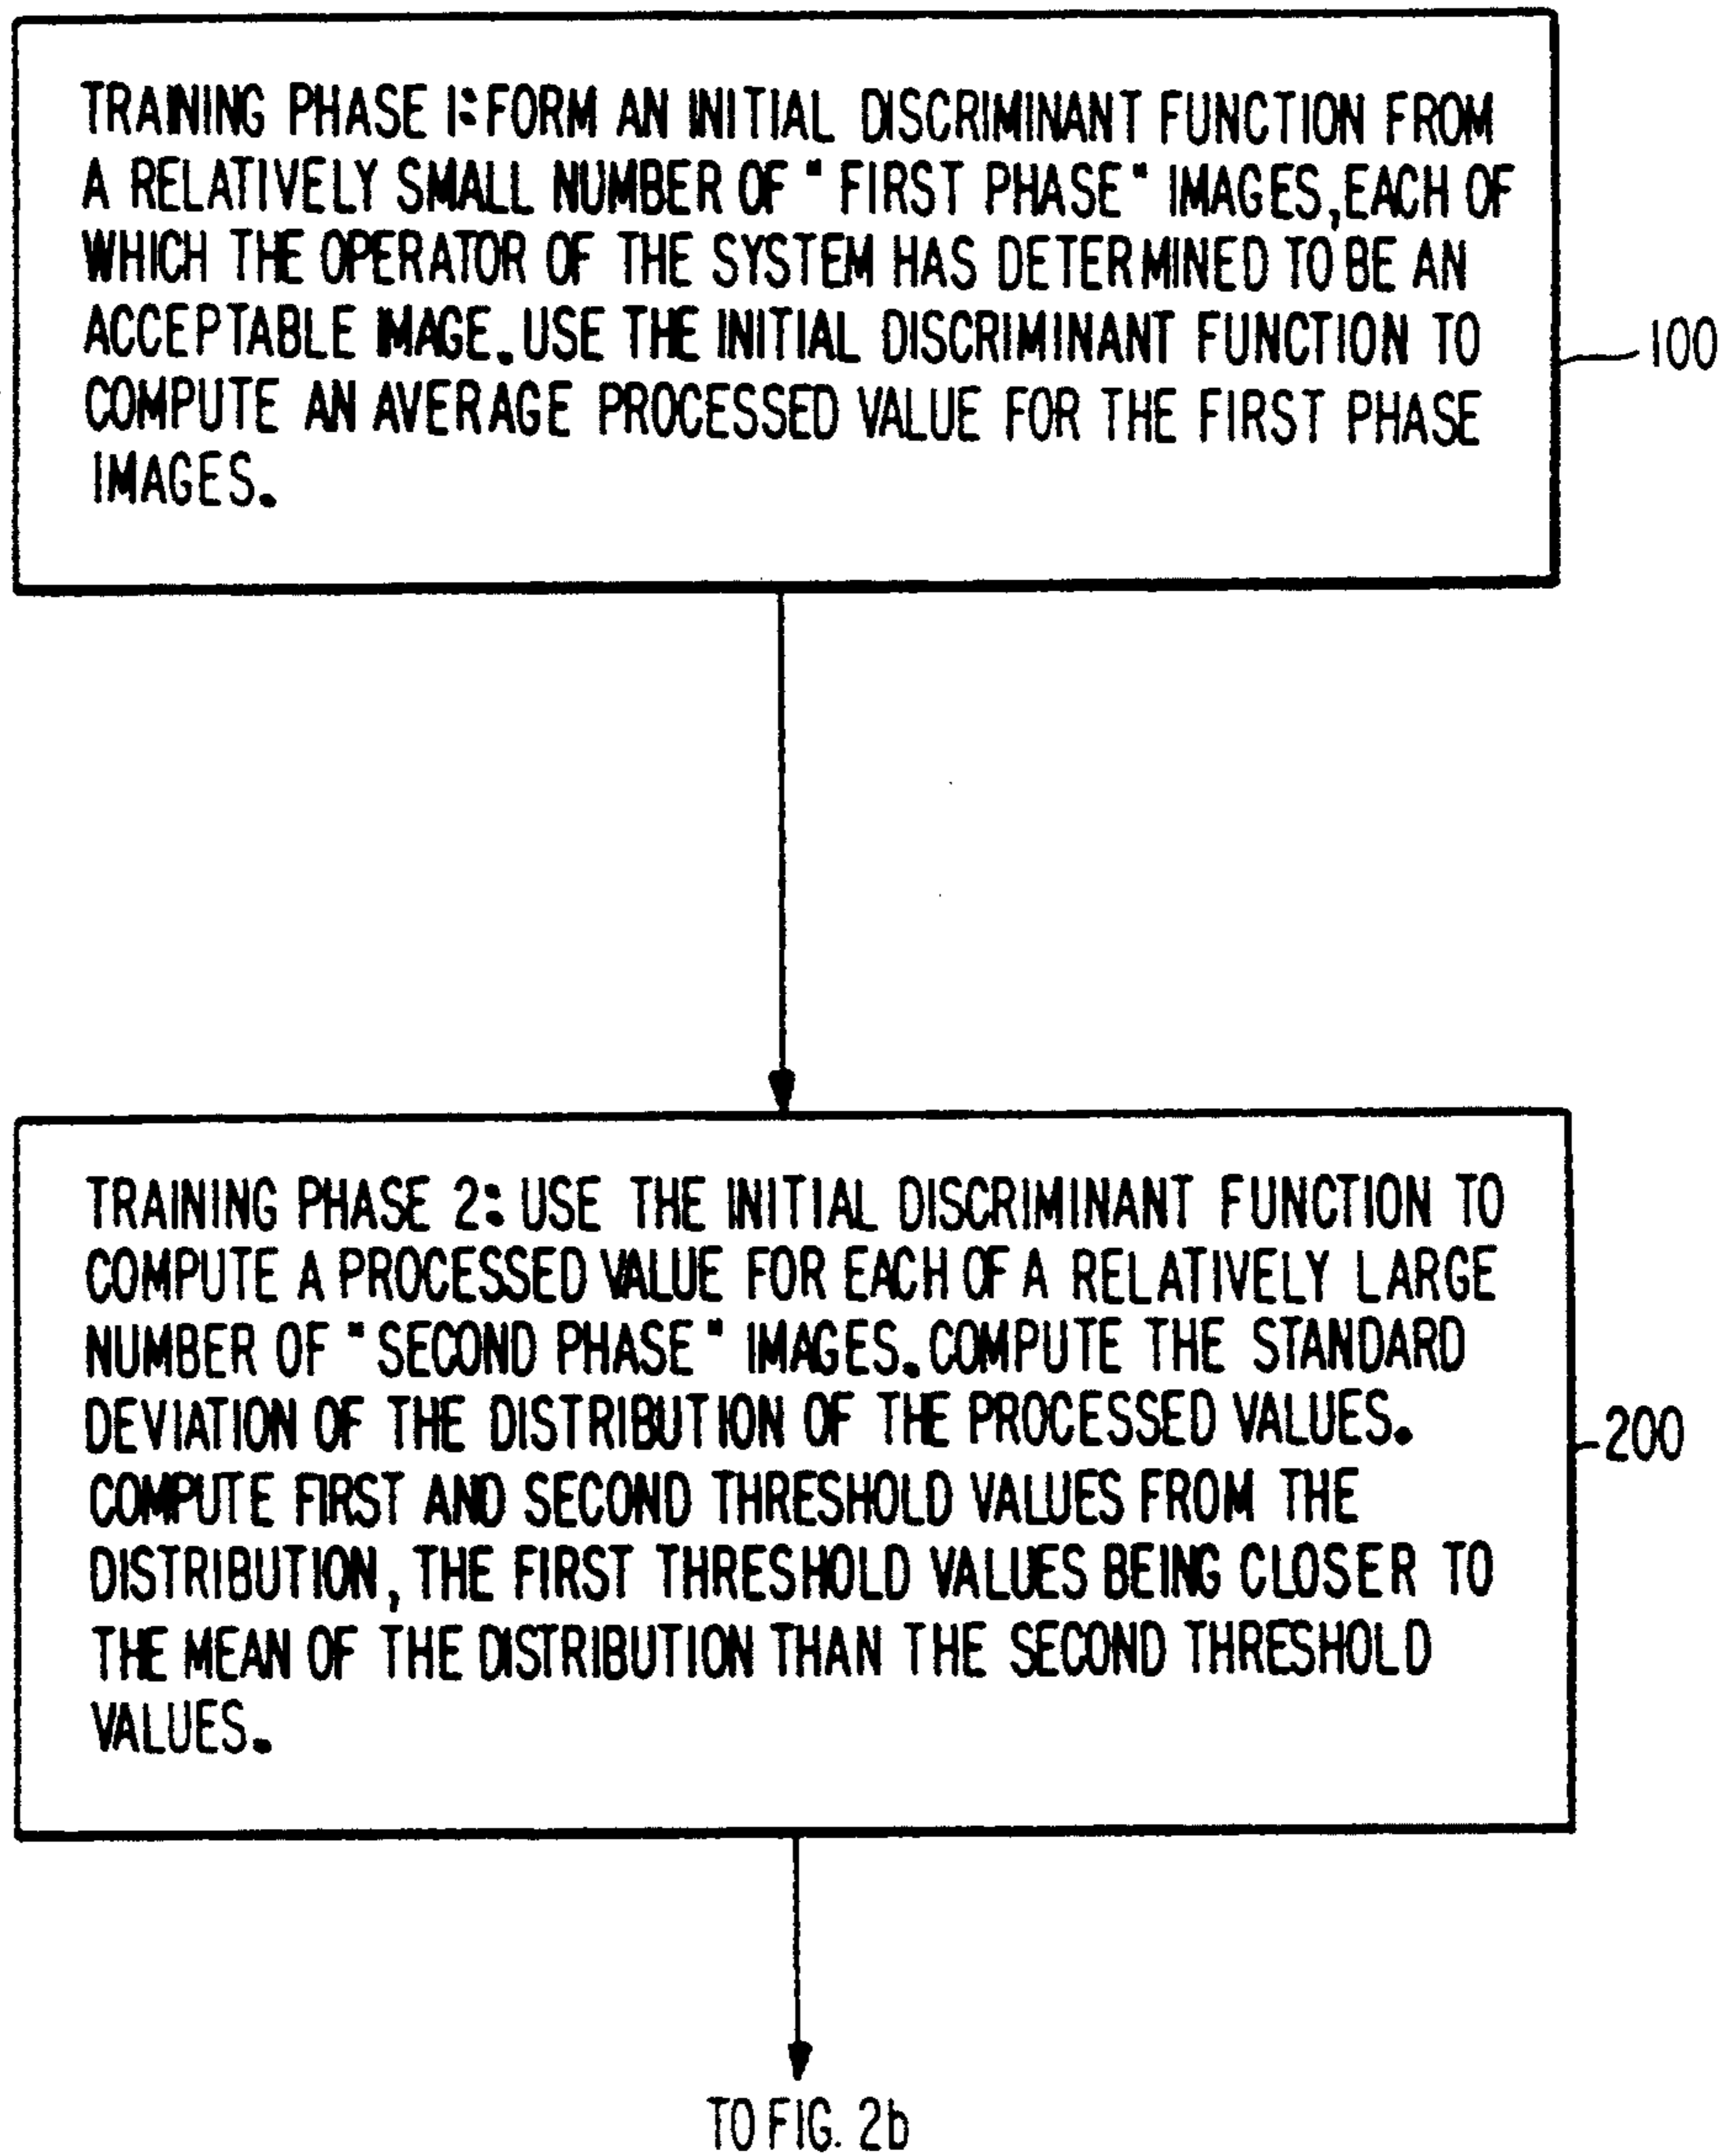 TRAINING PHASE 1: FORM AN INITIAL DISCRIMINANT FUNCTION FROM
A RELATIVELY SMALL NUMBER OF "FIRST PHASE" IMAGES, EACH OF
WHICH THE OPERATOR OF THE SYSTEM HAS DETERMINED TO BE AN
ACCEPTABLE IMAGE. USE THE INITIAL DISCRIMINANT FUNCTION TO
COMPUTE AN AVERAGE PROCESSED VALUE FOR THE FIRST PHASE
IMAGES.
100
TRAINING PHASE 2: USE THE INITIAL DISCRIMINANT FUNCTION TO
COMPUTE A PROCESSED VALUE FOR EACH OF A RELATIVELY LARGE
NUMBER OF "SECOND PHASE" IMAGES. COMPUTE THE STANDARD
DEVIATION OF THE DISTRIBUTION OF THE PROCESSED VALUES.
COMPUTE FIRST AND SECOND THRESHOLD VALUES FROM THE
DISTRIBUTION, THE FIRST THRESHOLD VALUES BEING CLOSER TO
THE MEAN OF THE DISTRIBUTION THAN THE SECOND THRESHOLD
VALUES.
200
TO FIG. 2b